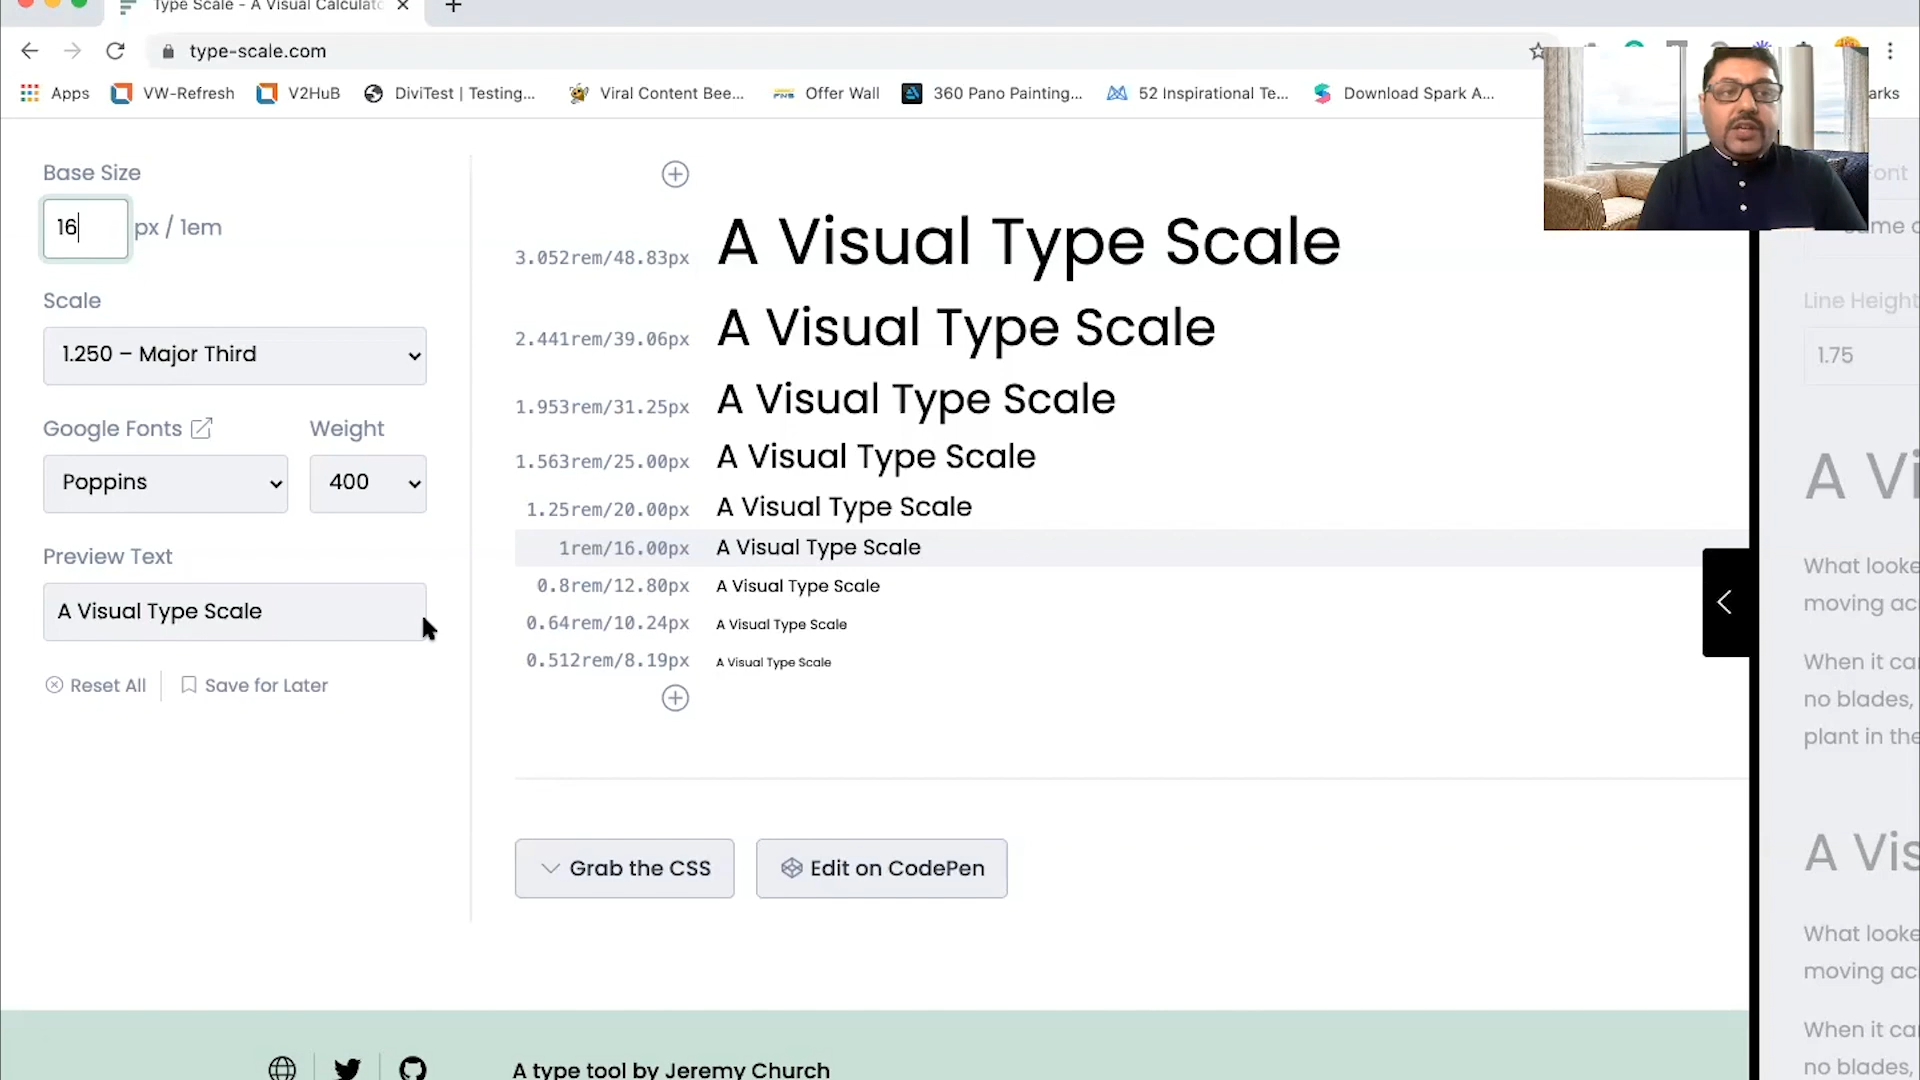 Type Scale - A Visual Calculato
type-scale.com
Apps
VW-Refresh
V2HuB
DiviTest | Testing...
Viral Content Bee...
Offer Wall
360 Pano Painting...
52 Inspirational Te...
Download Spark A...
arks
Base Size
16 px / 1em
Scale
1.250 – Major Third
Google Fonts Weight
Poppins 400
Preview Text
A Visual Type Scale
Reset All
Save for Later
3.052rem/48.83px A Visual Type Scale
2.441rem/39.06px A Visual Type Scale
1.953rem/31.25px A Visual Type Scale
1.563rem/25.00px A Visual Type Scale
1.25rem/20.00px A Visual Type Scale
1rem/16.00px A Visual Type Scale
0.8rem/12.80px A Visual Type Scale
0.64rem/10.24px A Visual Type Scale
0.512rem/8.19px A Visual Type Scale
Grab the CSS
Edit on CodePen
A type tool by Jeremy Church
Font
Line Height
1.75
A Vi
What looke
moving ac
When it ca
no blades,
plant in the
A Vis
What looke
moving ac
When it ca
no blades,